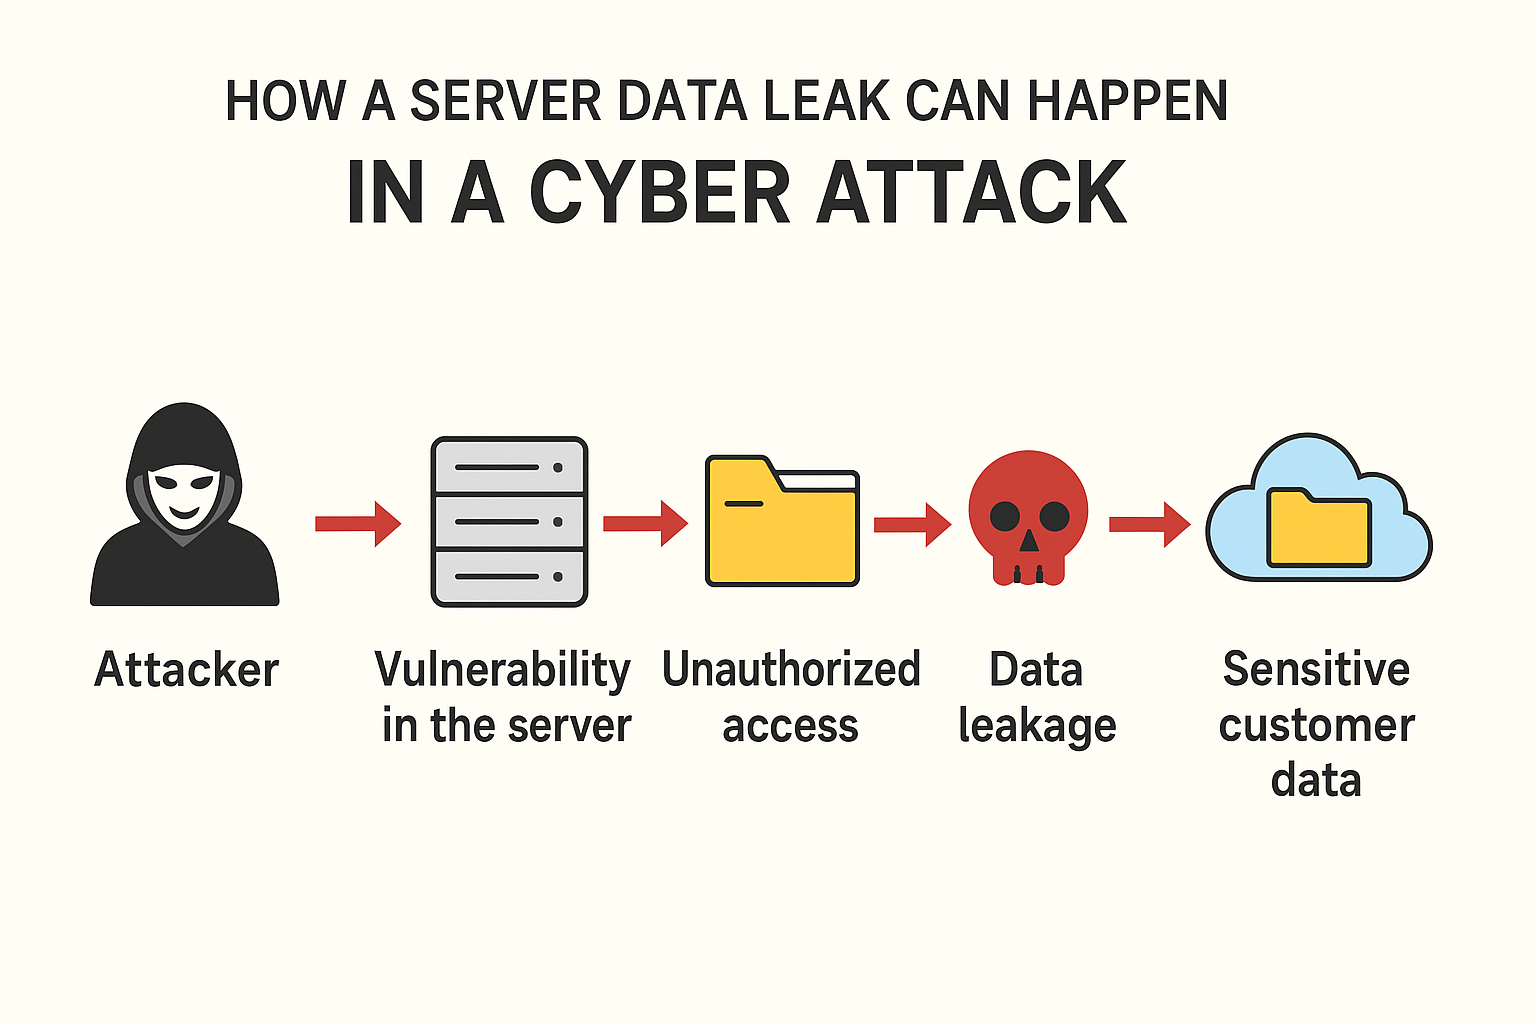 HOW A SERVER DATA LEAK CAN HAPPEN
IN A CYBER ATTACK
Attacker
Vulnerability
in the server
Unauthorized
access
Data
leakage
Sensitive
customer
data